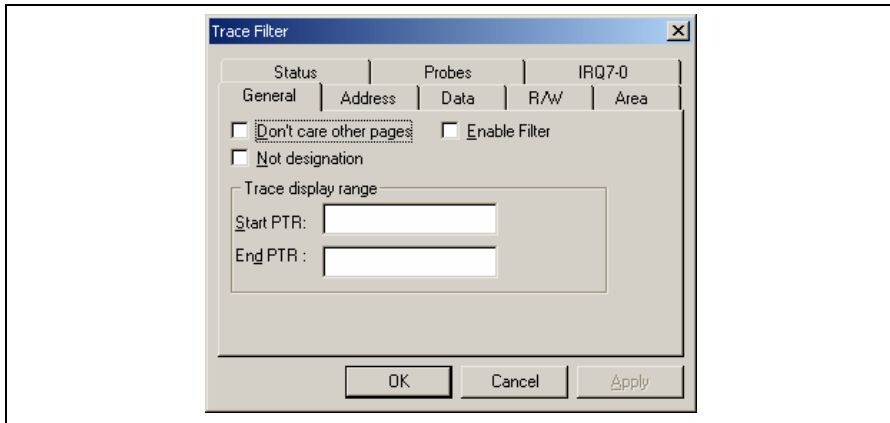 Trace Filter
Status Probes IRQ7-0
General Address Data R/W Area
Don't care other pages Enable Filter
Not designation
Trace display range
Start PTR:
End PTR :
OK Cancel Apply